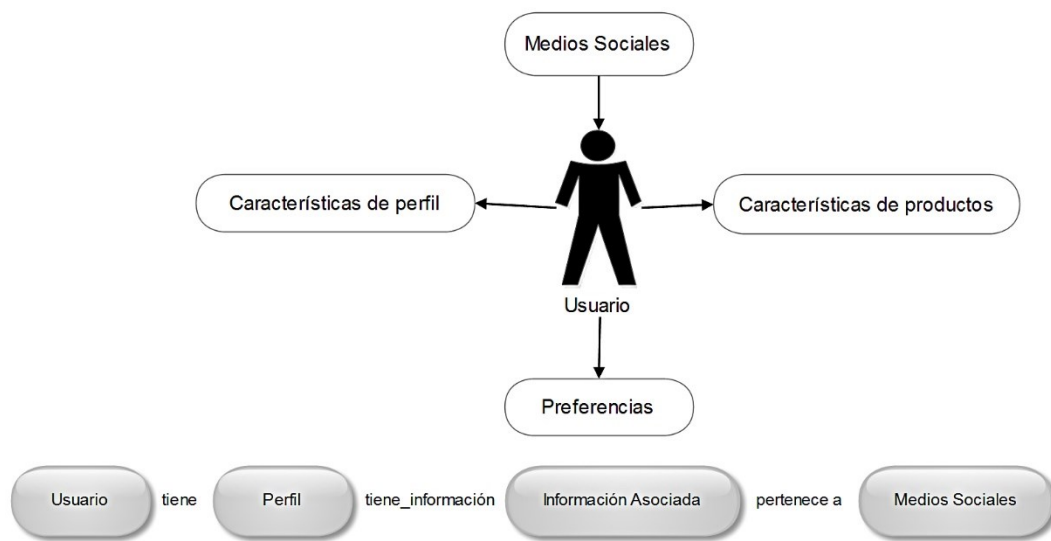 Medios Sociales
Características de perfil
Características de productos
Usuario
Preferencias
Usuario tiene Perfil tiene_información Información Asociada pertenece a Medios Sociales